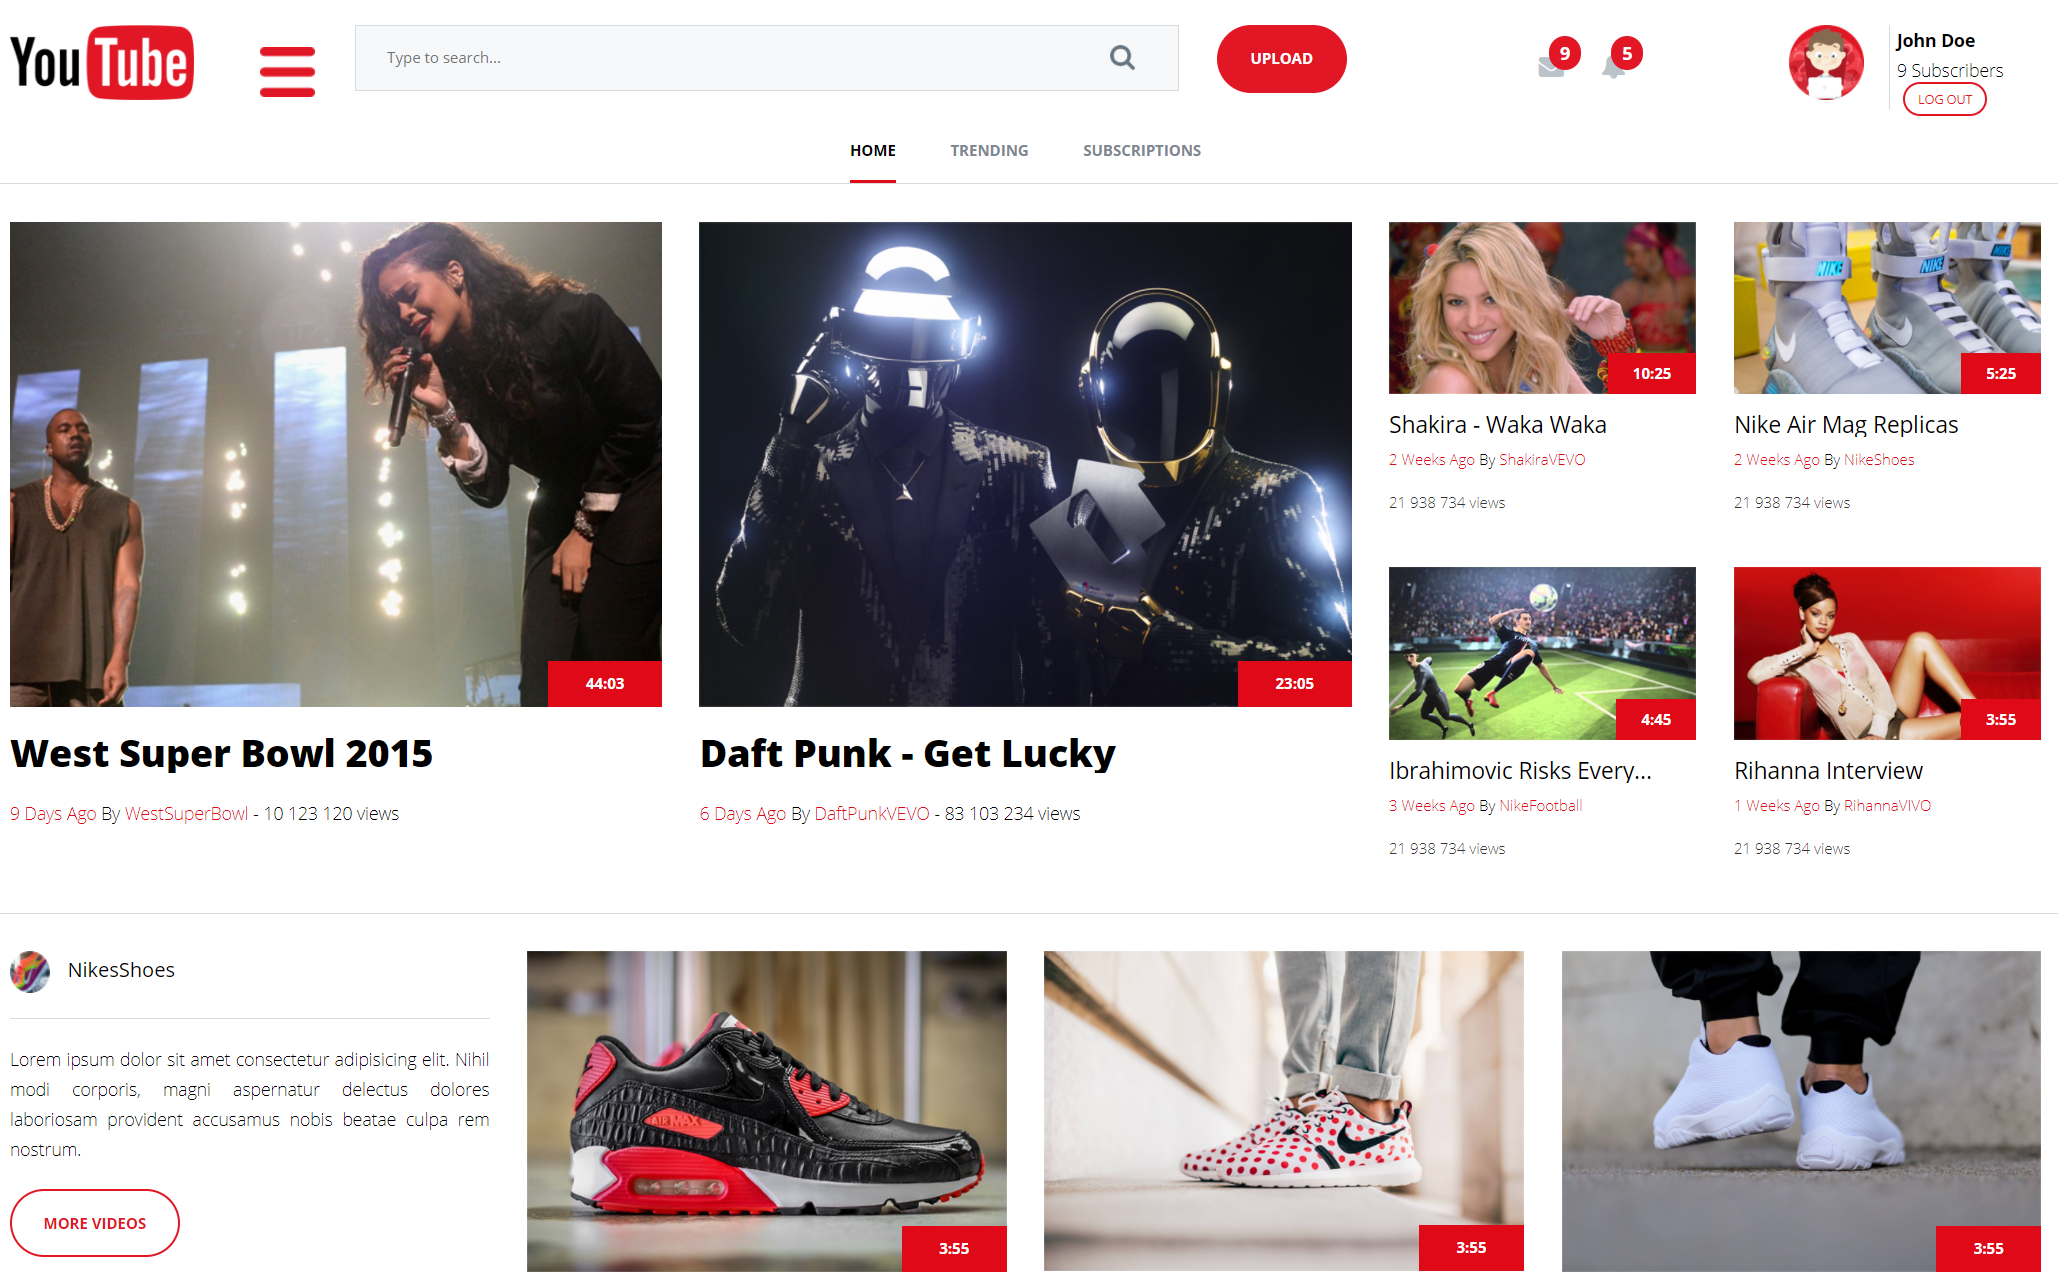 YouTube
Type to search...
UPLOAD
9
5
John Doe
9 Subscribers
LOG OUT
HOME
TRENDING
SUBSCRIPTIONS
44:03
West Super Bowl 2015
9 Days Ago By WestSuperBowl - 10 123 120 views
23:05
Daft Punk - Get Lucky
6 Days Ago By DaftPunkVEVO - 83 103 234 views
10:25
Shakira - Waka Waka
2 Weeks Ago By ShakiraVEVO
21 938 734 views
NIKE
NIKE
NIKE
5:25
Nike Air Mag Replicas
2 Weeks Ago By NikeShoes
21 938 734 views
4:45
Ibrahimovic Risks Every...
3 Weeks Ago By NikeFootball
21 938 734 views
3:55
Rihanna Interview
1 Weeks Ago By RihannaVIVO
21 938 734 views
NikesShoes
Lorem ipsum dolor sit amet consectetur adipisicing elit. Nihil
modi corporis, magni aspernatur delectus dolores
laboriosam provident accusamus nobis beatae culpa rem
nostrum.
MORE VIDEOS
AIR MAX
3:55
3:55
3:55